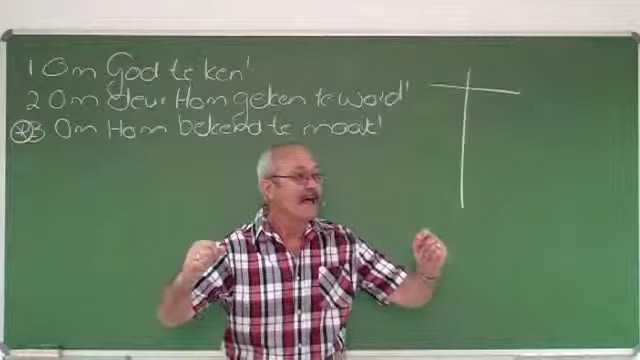 1 Om God te ken!
2 Om deur Hom geken te word!
3 Om Hom bekend te maak!